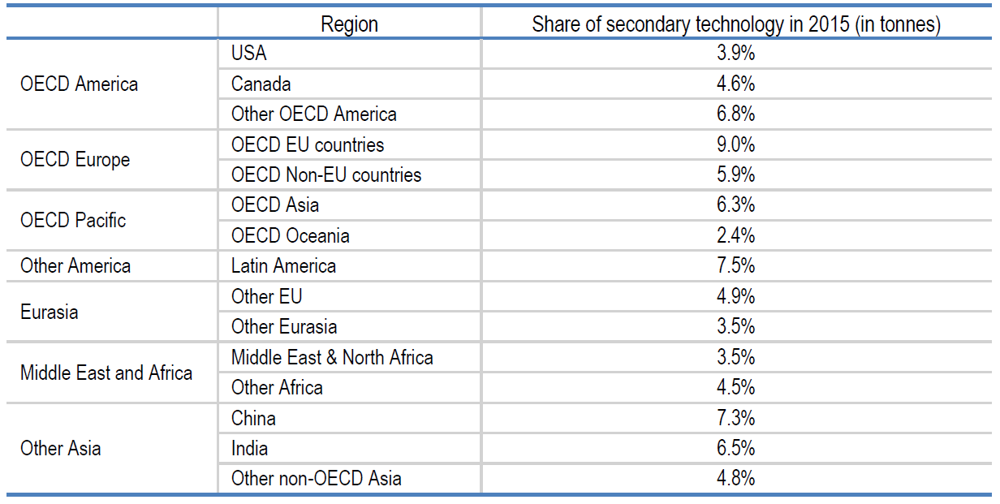 Region Share of secondary technology in 2015 (in tonnes)
OECD America USA 3.9%
Canada 4.6%
Other OECD America 6.8%
OECD Europe OECD EU countries 9.0%
OECD Non-EU countries 5.9%
OECD Pacific OECD Asia 6.3%
OECD Oceania 2.4%
Other America Latin America 7.5%
Eurasia Other EU 4.9%
Other Eurasia 3.5%
Middle East and Africa Middle East & North Africa 3.5%
Other Africa 4.5%
Other Asia China 7.3%
India 6.5%
Other non-OECD Asia 4.8%